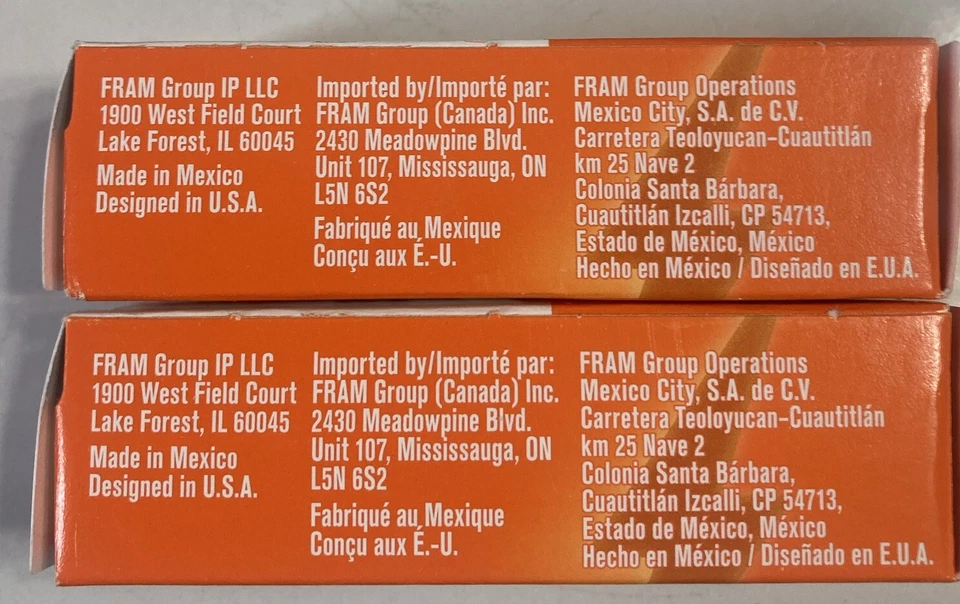 FRAM Group IP LLC
1900 West Field Court
Lake Forest, IL 60045
Made in Mexico
Designed in U.S.A.
Imported by/Importé par:
FRAM Group (Canada) Inc.
2430 Meadowpine Blvd.
Unit 107, Mississauga, ON
L5N 6S2
Fabriqué au Mexique
Conçu aux É.-U.
FRAM Group Operations
Mexico City, S.A. de C.V.
Carretera Teoloyucan-Cuautitlán
km 25 Nave 2
Colonia Santa Bárbara,
Cuautitlán Izcalli, CP 54713,
Estado de México, México
Hecho en México / Diseñado en E.U.A.
FRAM Group IP LLC
1900 West Field Court
Lake Forest, IL 60045
Made in Mexico
Designed in U.S.A.
Imported by/Importé par:
FRAM Group (Canada) Inc.
2430 Meadowpine Blvd.
Unit 107, Mississauga, ON
L5N 6S2
Fabriqué au Mexique
Conçu aux É.-U.
FRAM Group Operations
Mexico City, S.A. de C.V.
Carretera Teoloyucan-Cuautitlán
km 25 Nave 2
Colonia Santa Bárbara,
Cuautitlán Izcalli, CP 54713,
Estado de México, México
Hecho en México / Diseñado en E.U.A.